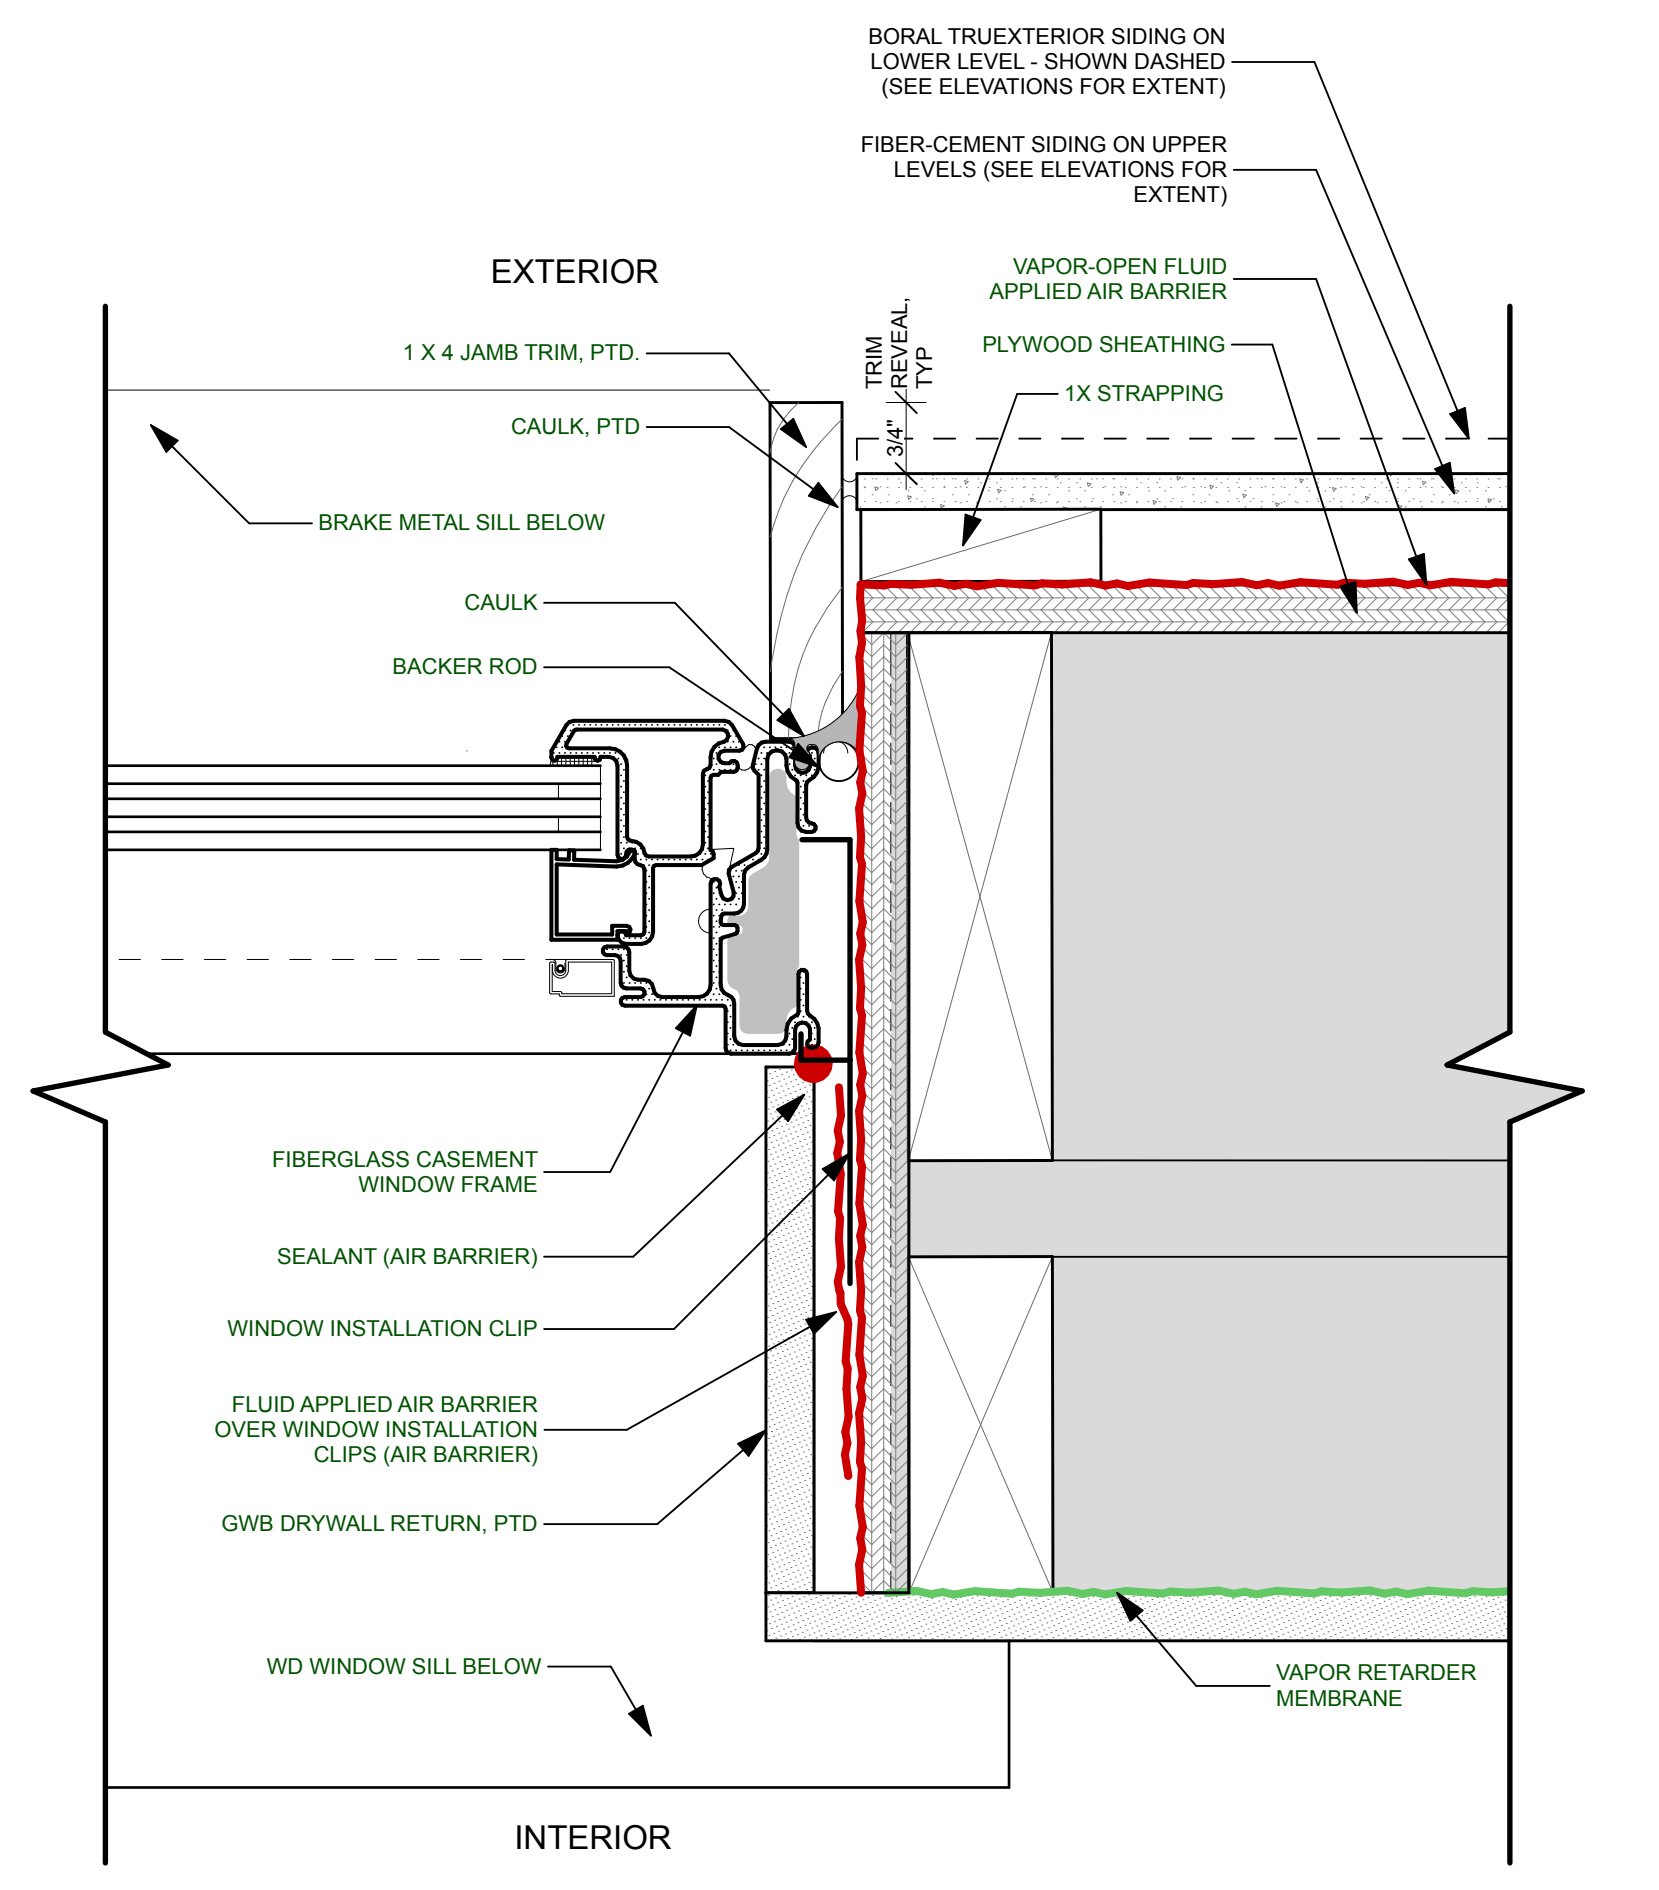 BORAL TRUEXTERIOR SIDING ON
LOWER LEVEL - SHOWN DASHED
(SEE ELEVATIONS FOR EXTENT)
FIBER-CEMENT SIDING ON UPPER
LEVELS (SEE ELEVATIONS FOR
EXTENT)
EXTERIOR
VAPOR-OPEN FLUID
APPLIED AIR BARRIER
TRIM
REVEAL,
TYP
3/4"
1 X 4 JAMB TRIM, PTD.
PLYWOOD SHEATHING
1X STRAPPING
CAULK, PTD
BRAKE METAL SILL BELOW
CAULK
BACKER ROD
FIBERGLASS CASEMENT
WINDOW FRAME
SEALANT (AIR BARRIER)
WINDOW INSTALLATION CLIP
FLUID APPLIED AIR BARRIER
OVER WINDOW INSTALLATION
CLIPS (AIR BARRIER)
GWB DRYWALL RETURN, PTD
WD WINDOW SILL BELOW
VAPOR RETARDER
MEMBRANE
INTERIOR